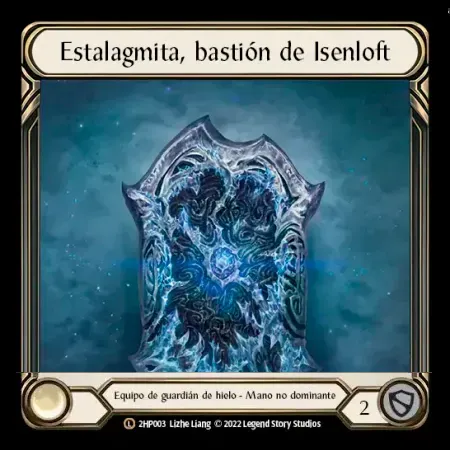 Estalagmita, bastión de Isenloft
Equipo de guardián de hielo - Mano no dominante
2
L 2HP003 Lizhe Liang © 2022 Legend Story Studios